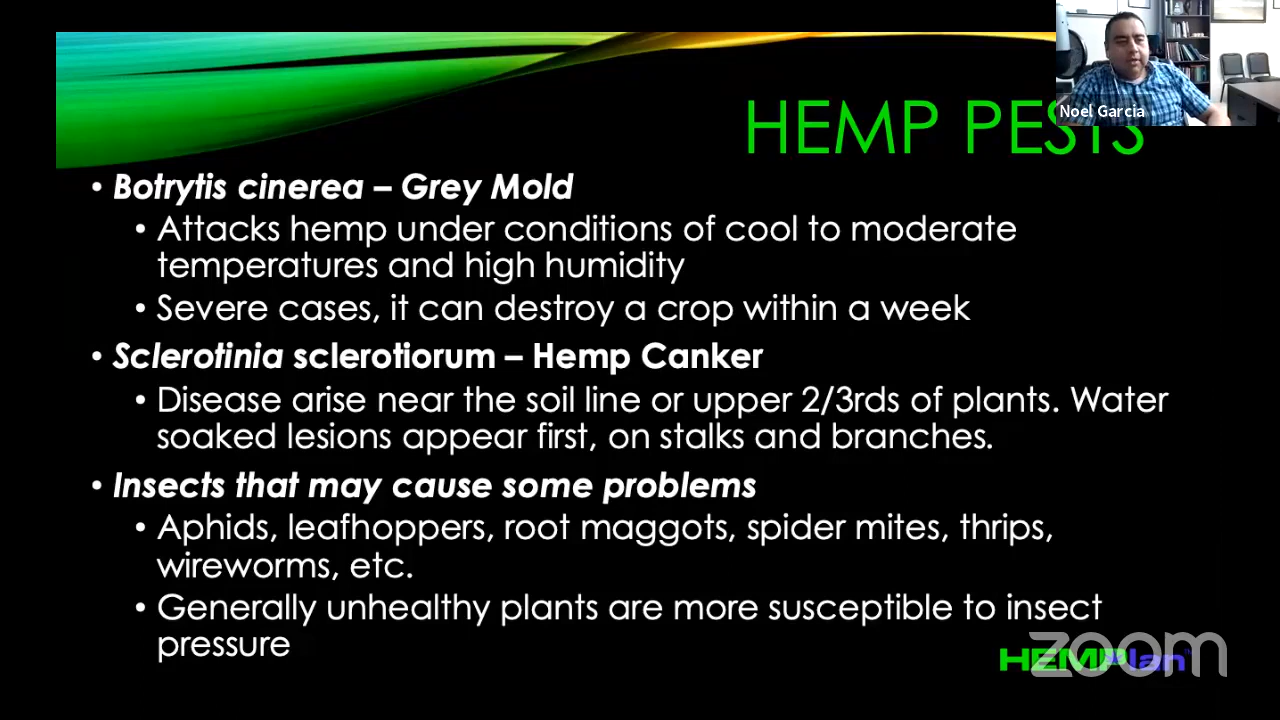 Noel Garcia
HEMP PESTS
• Botrytis cinerea – Grey Mold
• Attacks hemp under conditions of cool to moderate
temperatures and high humidity
• Severe cases, it can destroy a crop within a week
• Sclerotinia sclerotiorum – Hemp Canker
• Disease arise near the soil line or upper 2/3rds of plants. Water
soaked lesions appear first, on stalks and branches.
• Insects that may cause some problems
• Aphids, leafhoppers, root maggots, spider mites, thrips,
wireworms, etc.
• Generally unhealthy plants are more susceptible to insect
pressure
HEMPlan™
zoom